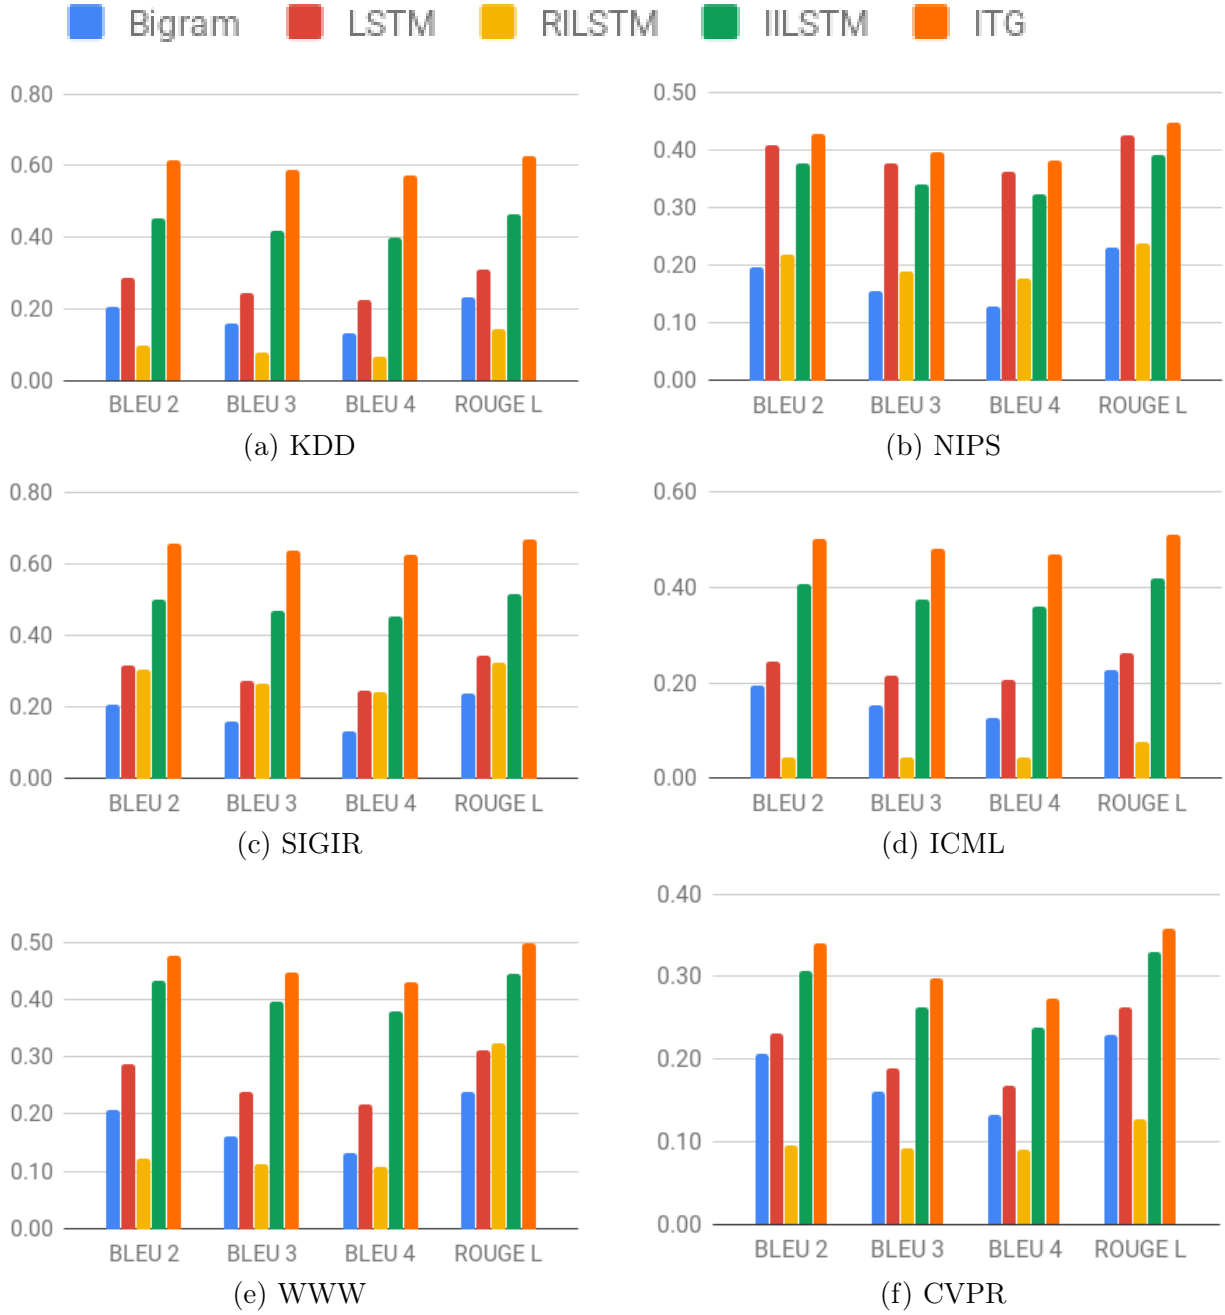 Bigram LSTM RILSTM IILSTM ITG
0.80
0.60
0.40
0.20
0.00
BLEU 2 BLEU 3 BLEU 4 ROUGE L
(a) KDD
0.50
0.40
0.30
0.20
0.10
0.00
BLEU 2 BLEU 3 BLEU 4 ROUGE L
(b) NIPS
0.80
0.60
0.40
0.20
0.00
BLEU 2 BLEU 3 BLEU 4 ROUGE L
(c) SIGIR
0.60
0.40
0.20
0.00
BLEU 2 BLEU 3 BLEU 4 ROUGE L
(d) ICML
0.50
0.40
0.30
0.20
0.10
0.00
BLEU 2 BLEU 3 BLEU 4 ROUGE L
(e) WWW
0.40
0.30
0.20
0.10
0.00
BLEU 2 BLEU 3 BLEU 4 ROUGE L
(f) CVPR